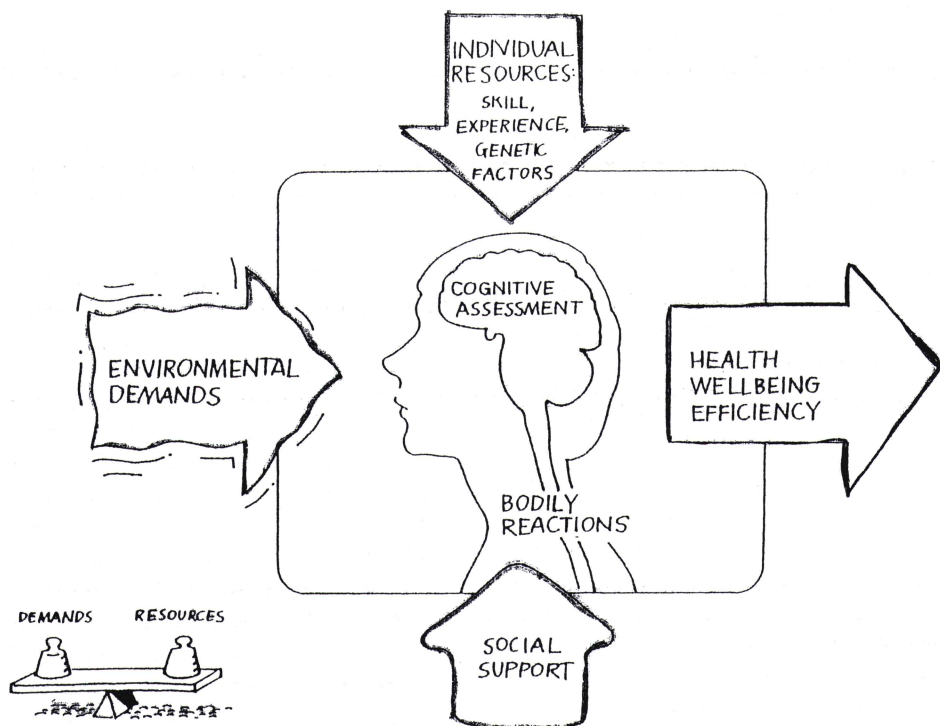 INDIVIDUAL
RESOURCES:
SKILL,
EXPERIENCE,
GENETIC
FACTORS
COGNITIVE
ASSESSMENT
ENVIRONMENTAL
DEMANDS
HEALTH
WELLBEING
EFFICIENCY
BODILY
REACTIONS
SOCIAL
SUPPORT
DEMANDS
RESOURCES